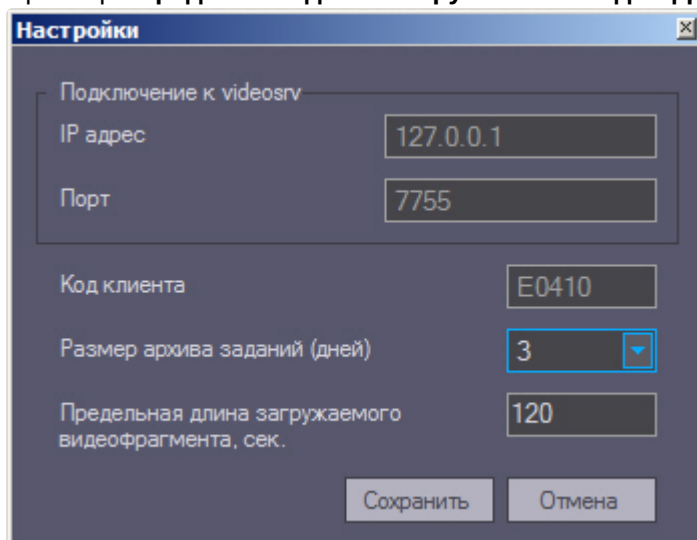 Настройки
Подключение к videosrv
IP адрес
127.0.0.1
Порт
7755
Код клиента
E0410
Размер архива заданий (дней)
3
Предельная длина загружаемого
видеофрагмента, сек.
120
Сохранить
Отмена